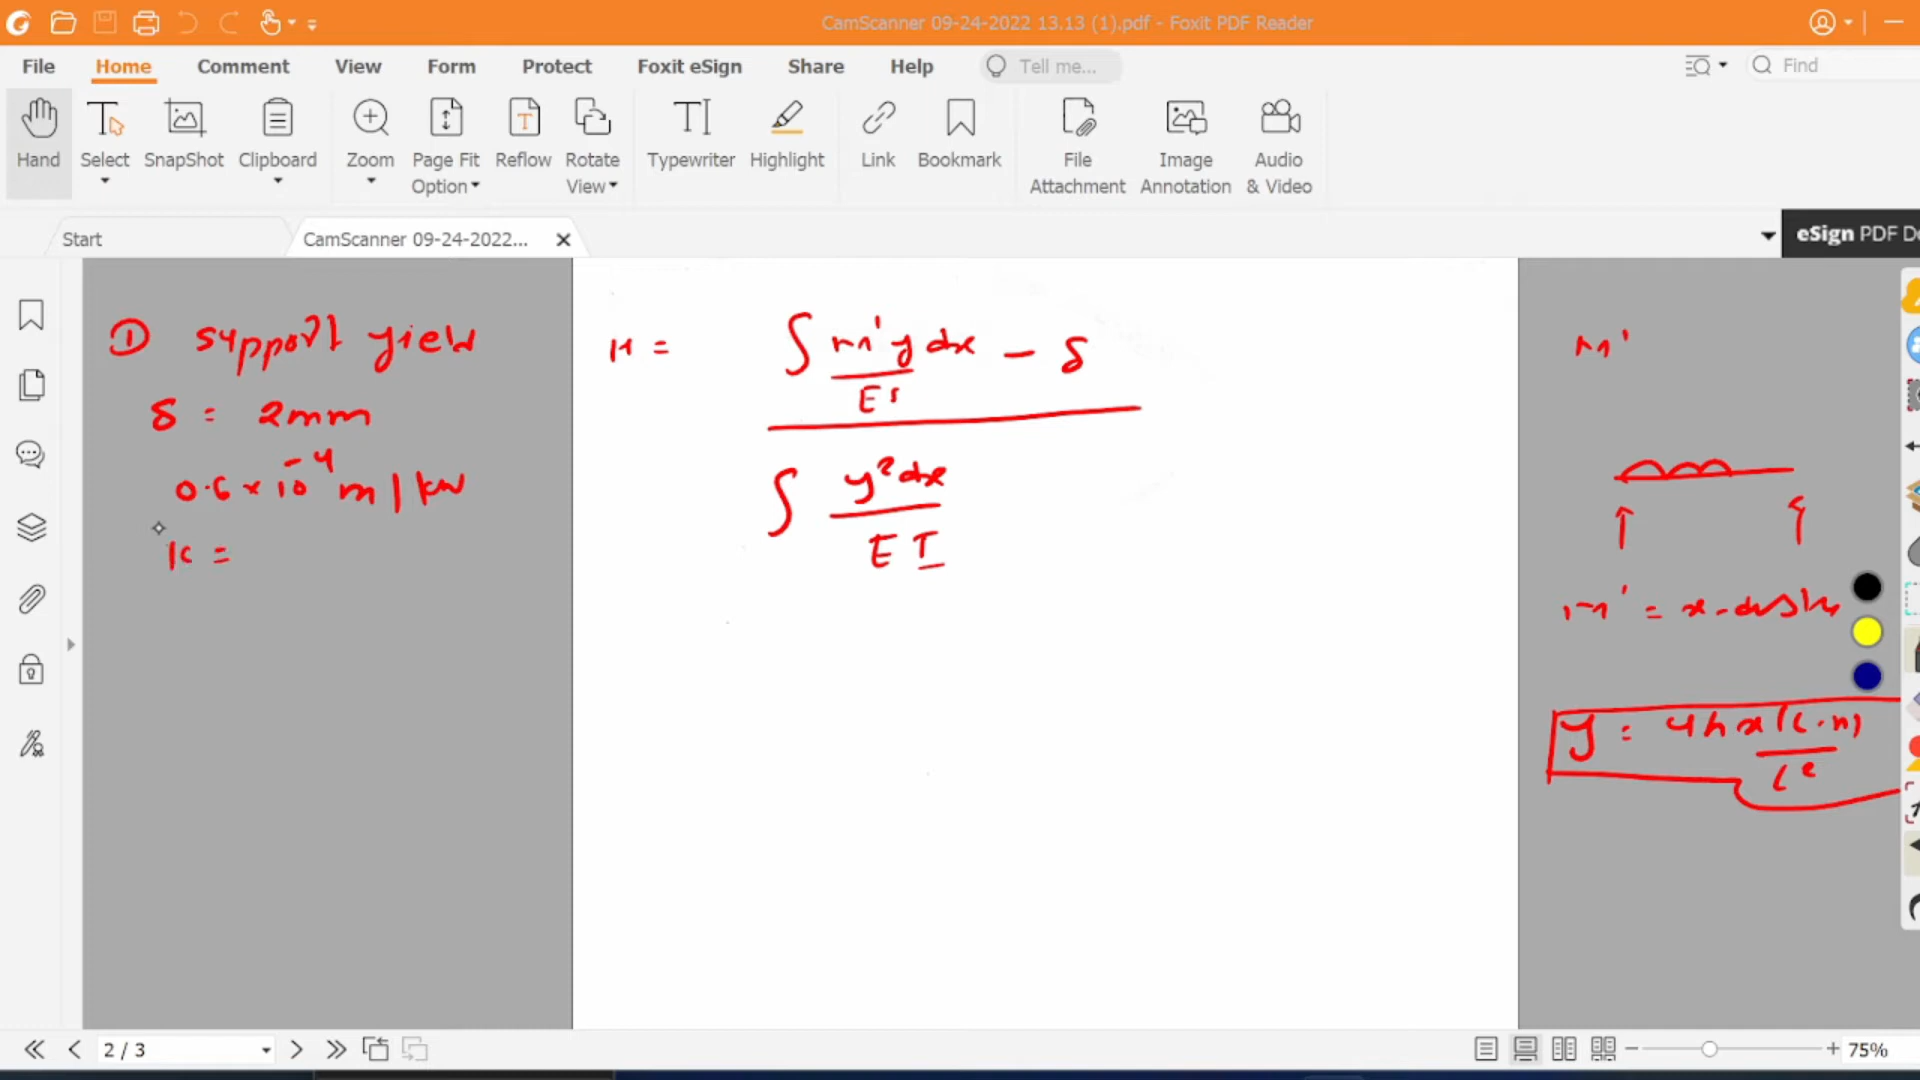 CamScanner 09-24-2022 13.13 (1).pdf - Foxit PDF Reader
File Home Comment View Form Protect Foxit eSign Share Help Tell me... Find
Hand Select SnapShot Clipboard Zoom Page Fit Option Reflow Rotate View Typewriter Highlight Link Bookmark File Attachment Image Annotation Audio & Video
Start CamScanner 09-24-2022... eSign PDF Do
① support yield
δ = 2mm
0.6 x 10⁻⁴ m | kN
k =
H = ∫ M' y dx - δ
EI
∫ y² dx
E I
M'
M' =
y = 4hx(l-x)
l²
2 / 3 75%